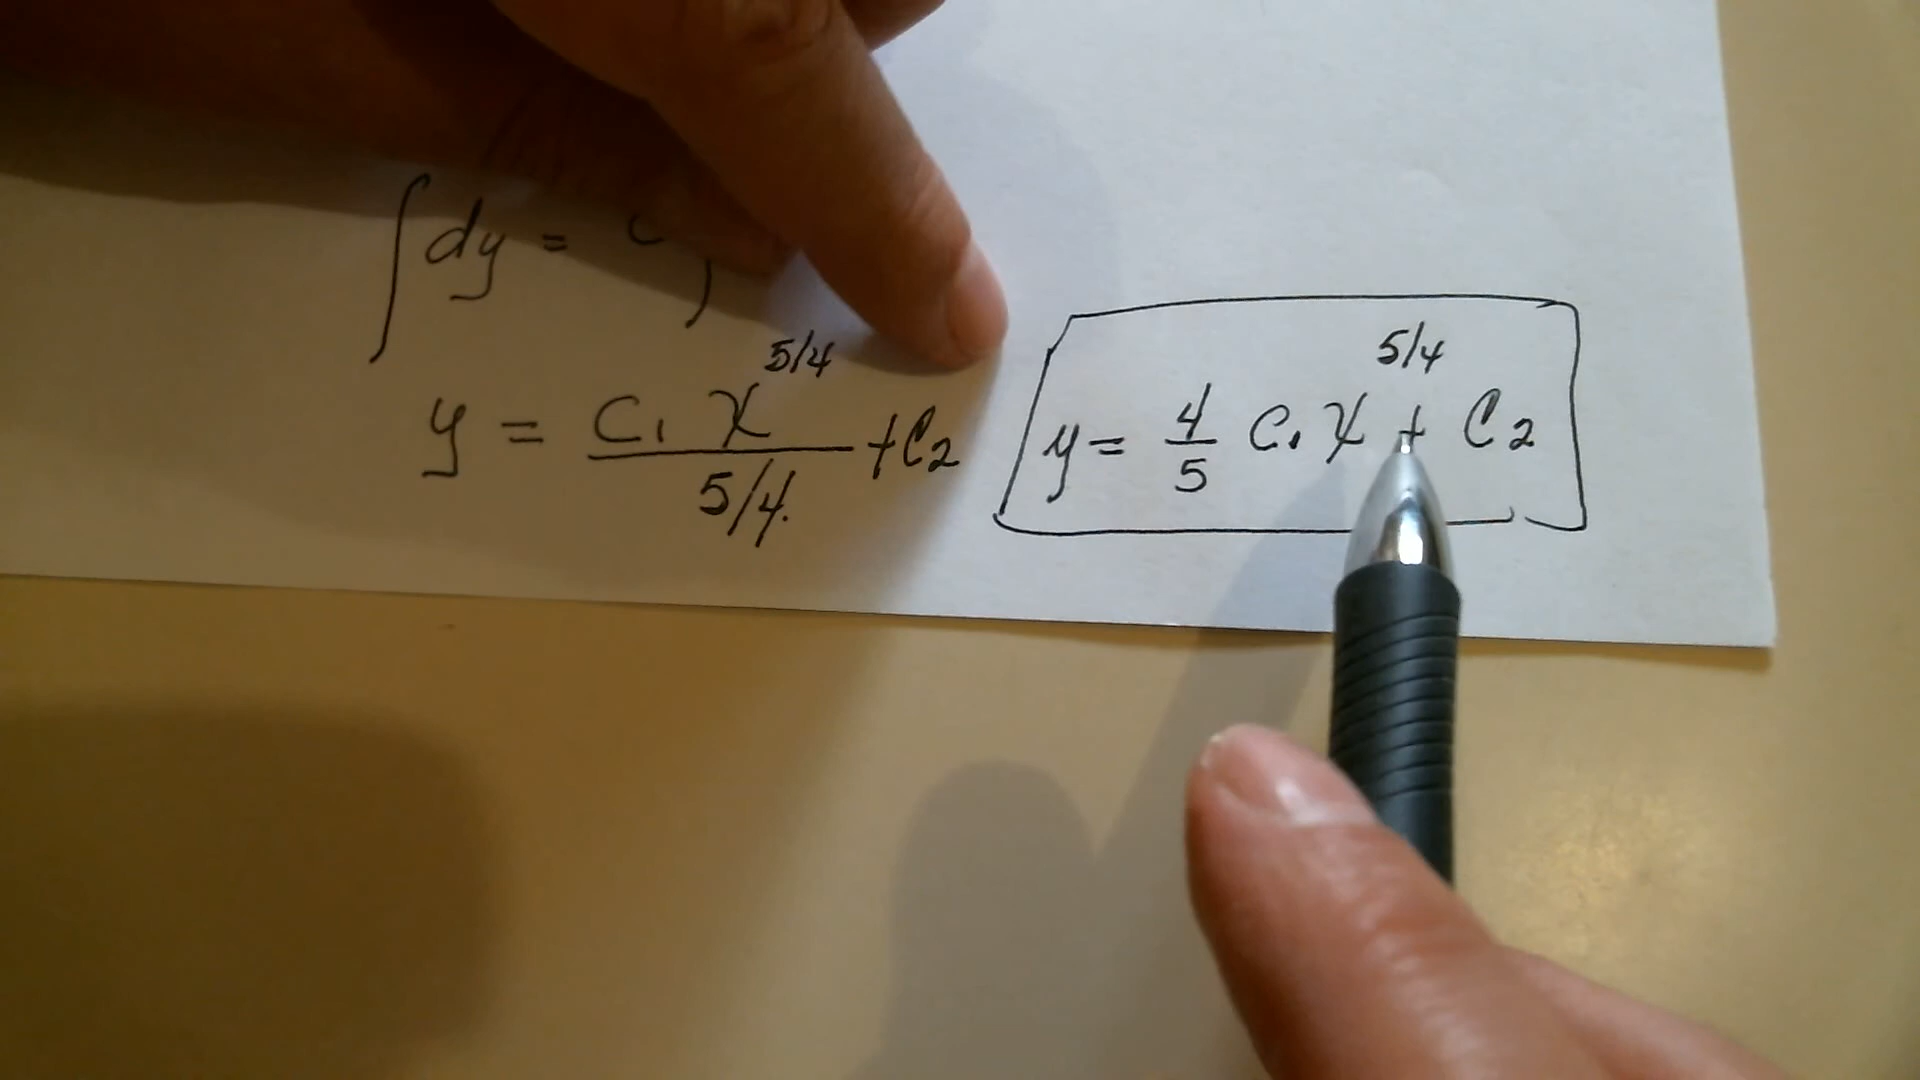 ∫ dy = C
y = C₁ x^5/4 / 5/4 + C₂
y = 4/5 C₁ x^5/4 + C₂